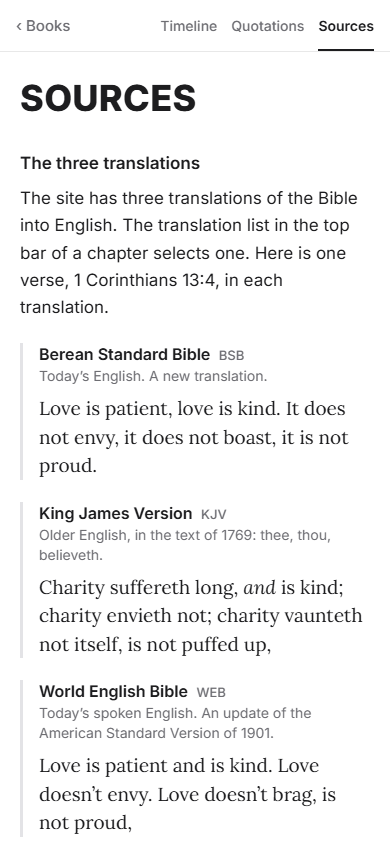 ‹ Books Timeline Quotations Sources
SOURCES
The three translations
The site has three translations of the Bible
into English. The translation list in the top
bar of a chapter selects one. Here is one
verse, 1 Corinthians 13:4, in each
translation.
Berean Standard Bible BSB
Today’s English. A new translation.
Love is patient, love is kind. It does
not envy, it does not boast, it is not
proud.
King James Version KJV
Older English, in the text of 1769: thee, thou,
believeth.
Charity suffereth long, and is kind;
charity envieth not; charity vaunteth
not itself, is not puffed up,
World English Bible WEB
Today’s spoken English. An update of the
American Standard Version of 1901.
Love is patient and is kind. Love
doesn’t envy. Love doesn’t brag, is
not proud,